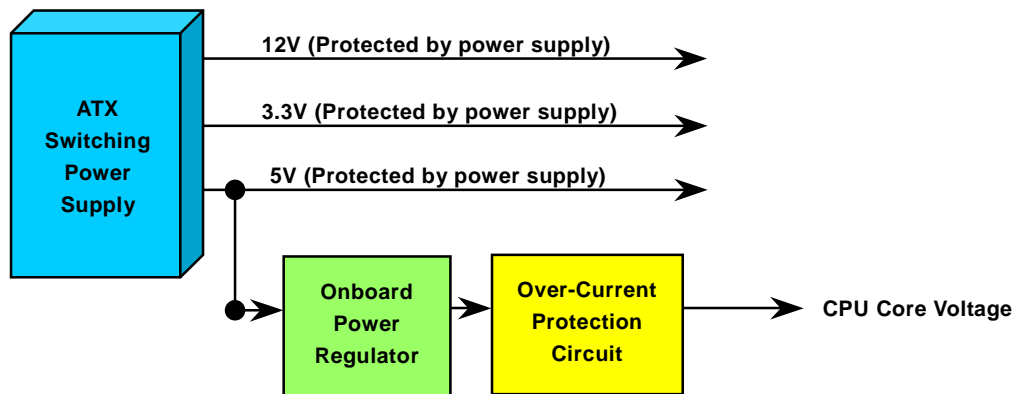 12V (Protected by power supply)
ATX
Switching
Power
Supply
3.3V (Protected by power supply)
5V (Protected by power supply)
Onboard
Power
Regulator
Over-Current
Protection
Circuit
CPU Core Voltage